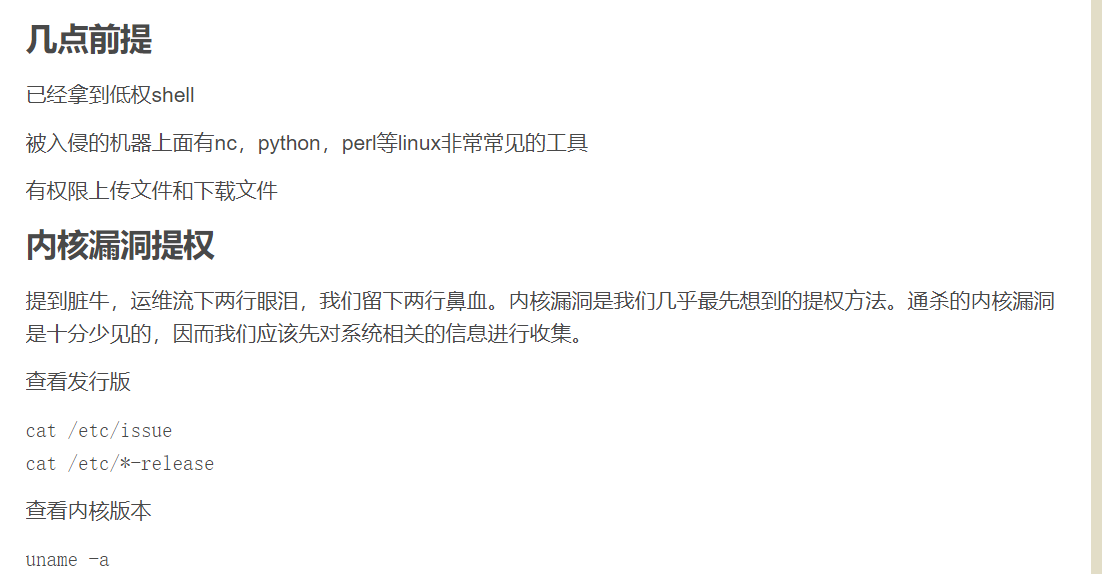 几点前提
已经拿到低权shell
被入侵的机器上面有nc，python，perl等linux非常常见的工具
有权限上传文件和下载文件
内核漏洞提权
提到脏牛，运维流下两行眼泪，我们留下两行鼻血。内核漏洞是我们几乎最先想到的提权方法。通杀的内核漏洞
是十分少见的，因而我们应该先对系统相关的信息进行收集。
查看发行版
cat /etc/issue
cat /etc/*-release
查看内核版本
uname -a